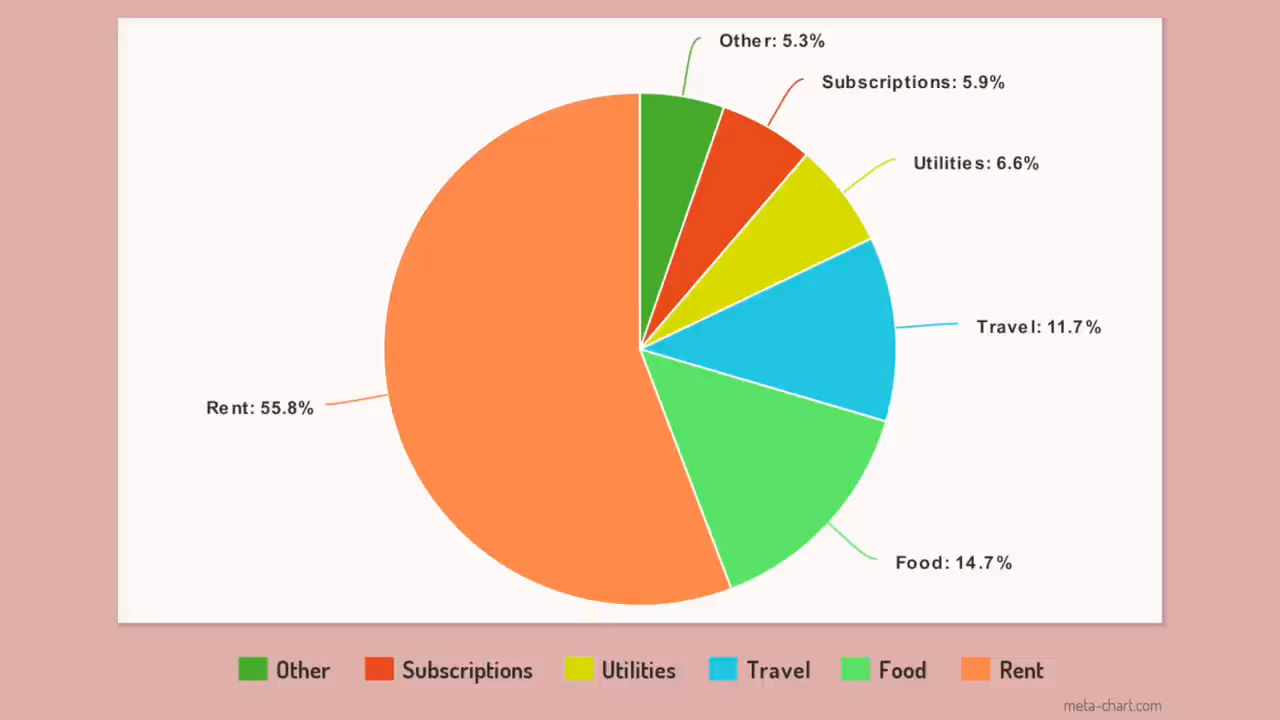 Other: 5.3%
Subscriptions: 5.9%
Utilities: 6.6%
Travel: 11.7%
Rent: 55.8%
Food: 14.7%
Other Subscriptions Utilities Travel Food Rent
meta-chart.com